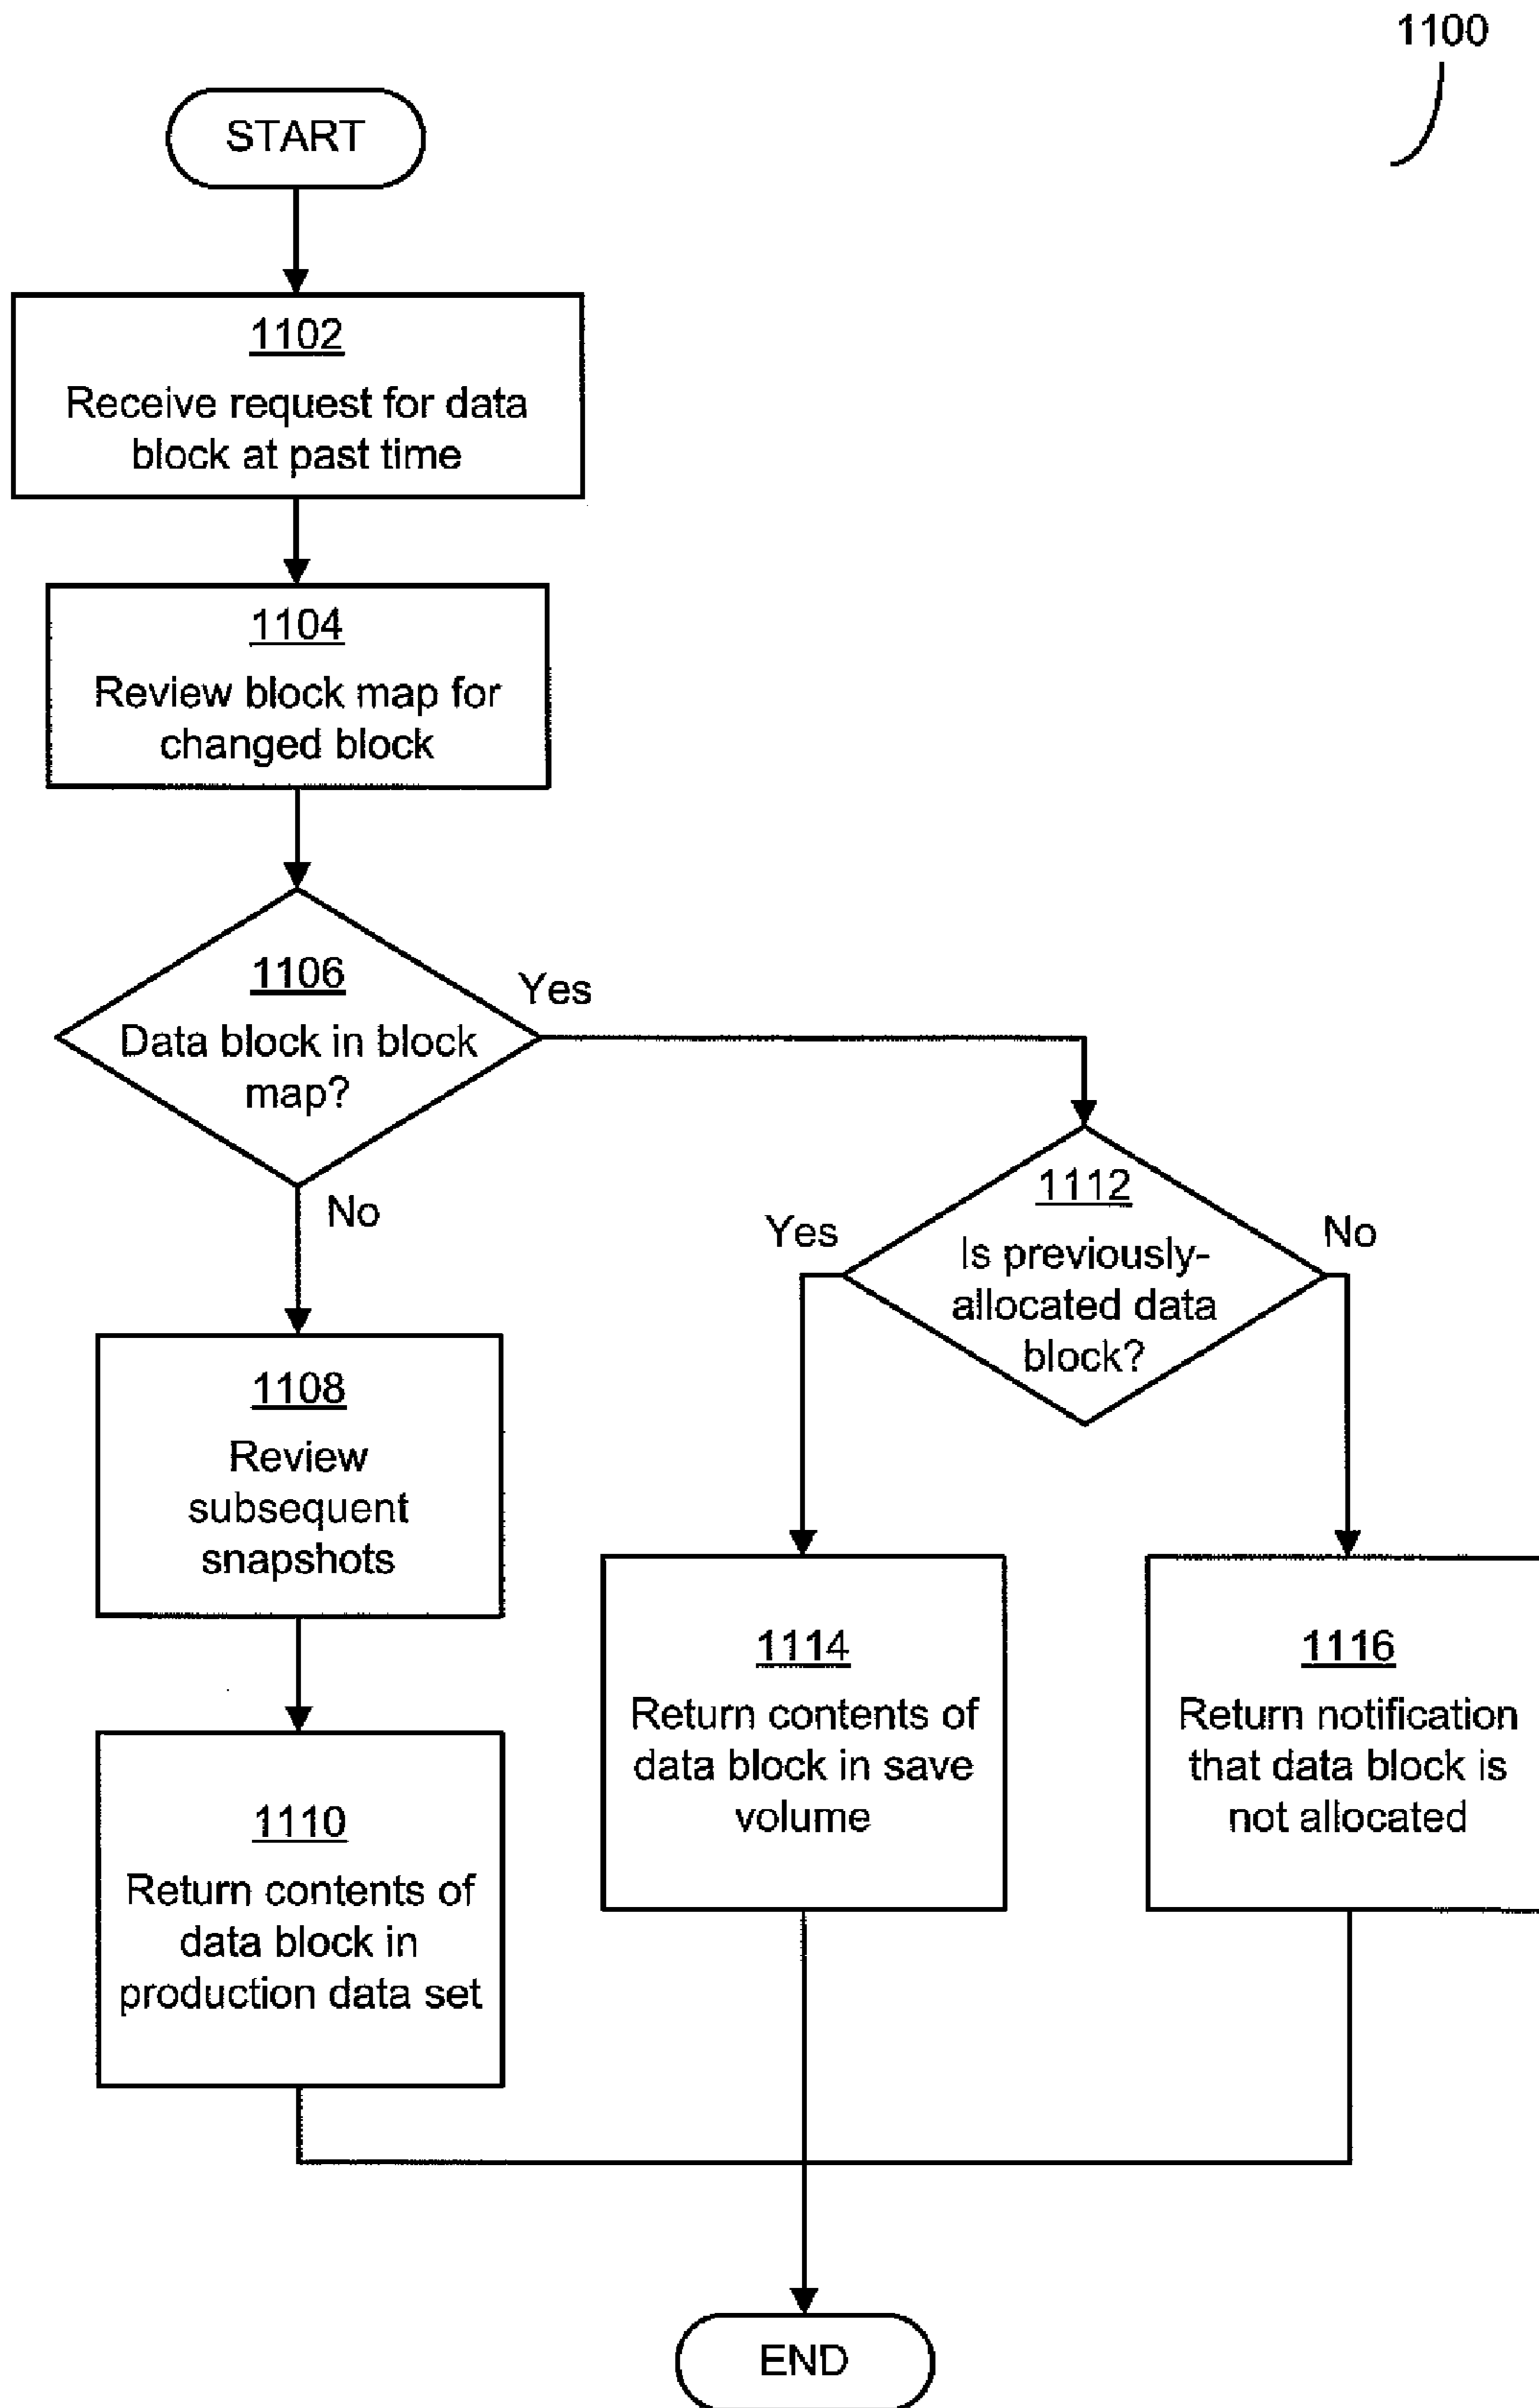 1100
START
1102
Receive request for data
block at past time
1104
Review block map for
changed block
1106
Data block in block
map?
Yes
No
1112
Is previously-
allocated data
block?
Yes
No
1108
Review
subsequent
snapshots
1110
Return contents of
data block in
production data set
1114
Return contents of
data block in save
volume
1116
Return notification
that data block is
not allocated
END